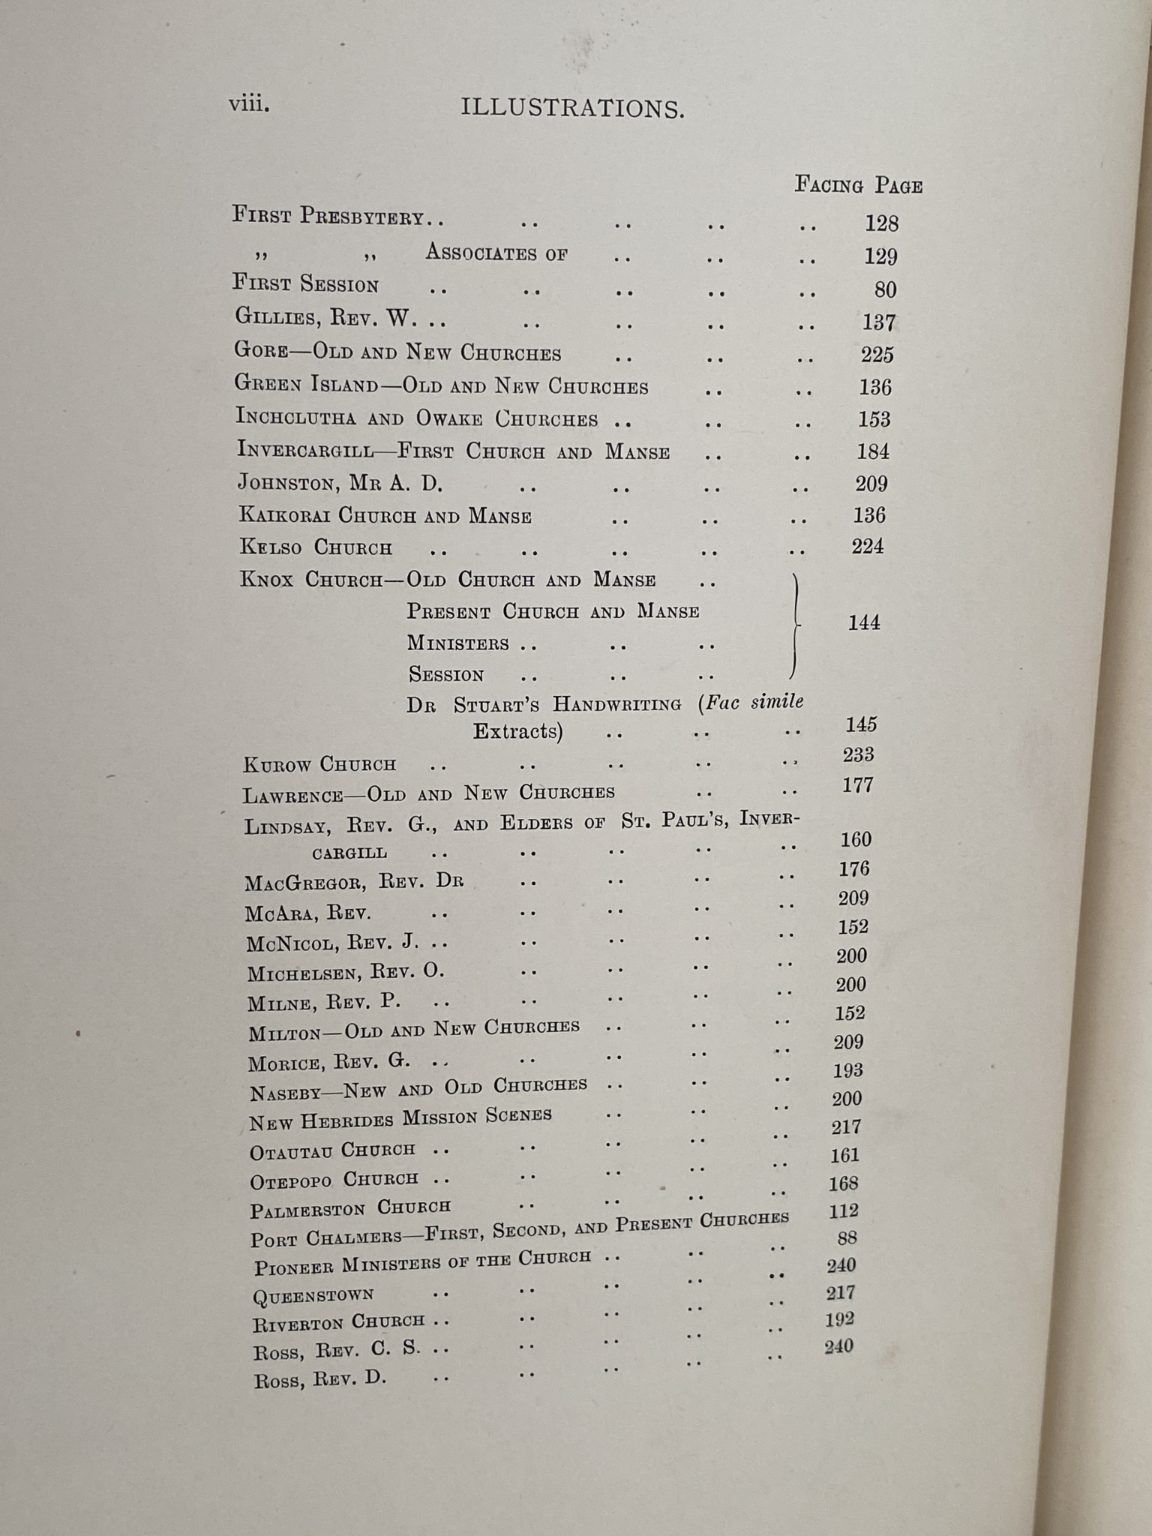 viii. ILLUSTRATIONS.
FACING PAGE
FIRST PRESBYTERY.. .. .. .. .. 128
,, ,, ASSOCIATES OF .. .. .. 129
FIRST SESSION .. .. .. .. .. 80
GILLIES, REV. W. .. .. .. .. .. 137
GORE—OLD AND NEW CHURCHES .. .. .. 225
GREEN ISLAND—OLD AND NEW CHURCHES .. .. 136
INCHCLUTHA AND OWAKE CHURCHES .. .. .. 153
INVERCARGILL—FIRST CHURCH AND MANSE .. .. 184
JOHNSTON, MR A. D. .. .. .. .. 209
KAIKORAI CHURCH AND MANSE .. .. .. 136
KELSO CHURCH .. .. .. .. .. 224
KNOX CHURCH—OLD CHURCH AND MANSE ..
PRESENT CHURCH AND MANSE 144
MINISTERS .. .. ..
SESSION .. .. ..
DR STUART'S HANDWRITING (Fac simile
Extracts) .. .. .. 145
KUROW CHURCH .. .. .. .. .. 233
LAWRENCE—OLD AND NEW CHURCHES .. .. 177
LINDSAY, REV. G., AND ELDERS OF ST. PAUL'S, INVER-
CARGILL .. .. .. .. .. 160
MACGREGOR, REV. DR .. .. .. .. 176
MCARA, REV. .. .. .. .. .. 209
MCNICOL, REV. J. .. .. .. .. .. 152
MICHELSEN, REV. O. .. .. .. .. 200
MILNE, REV. P. .. .. .. .. .. 200
MILTON—OLD AND NEW CHURCHES .. .. .. 152
MORICE, REV. G. .. .. .. .. .. 209
NASEBY—NEW AND OLD CHURCHES .. .. .. 193
NEW HEBRIDES MISSION SCENES .. .. .. 200
OTAUTAU CHURCH .. .. .. .. .. 217
OTEPOPO CHURCH .. .. .. .. .. 161
PALMERSTON CHURCH .. .. .. .. 168
PORT CHALMERS—FIRST, SECOND, AND PRESENT CHURCHES 112
PIONEER MINISTERS OF THE CHURCH .. .. .. 88
QUEENSTOWN .. .. .. .. .. 240
RIVERTON CHURCH .. .. .. .. .. 217
ROSS, REV. C. S. .. .. .. .. .. 192
ROSS, REV. D. .. .. .. .. .. 240